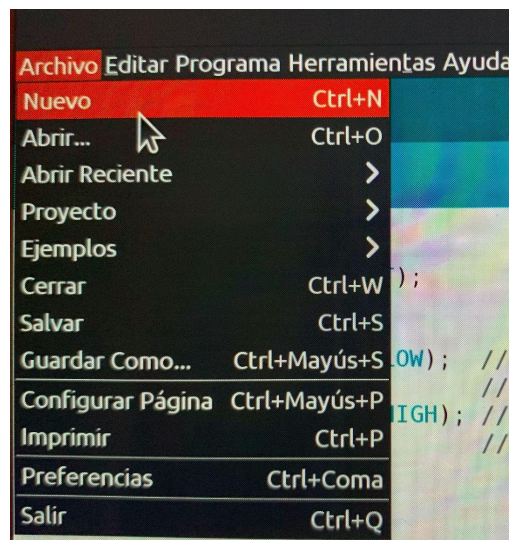 Archivo Editar Programa Herramientas Ayuda
Nuevo Ctrl+N
Abrir... Ctrl+O
Abrir Reciente
Proyecto
Ejemplos
);
Cerrar Ctrl+W
Salvar Ctrl+S
Guardar Como... Ctrl+Mayús+S LOW); //
//
Configurar Página Ctrl+Mayús+P HIGH); //
Imprimir Ctrl+P //
Preferencias Ctrl+Coma
Salir Ctrl+Q